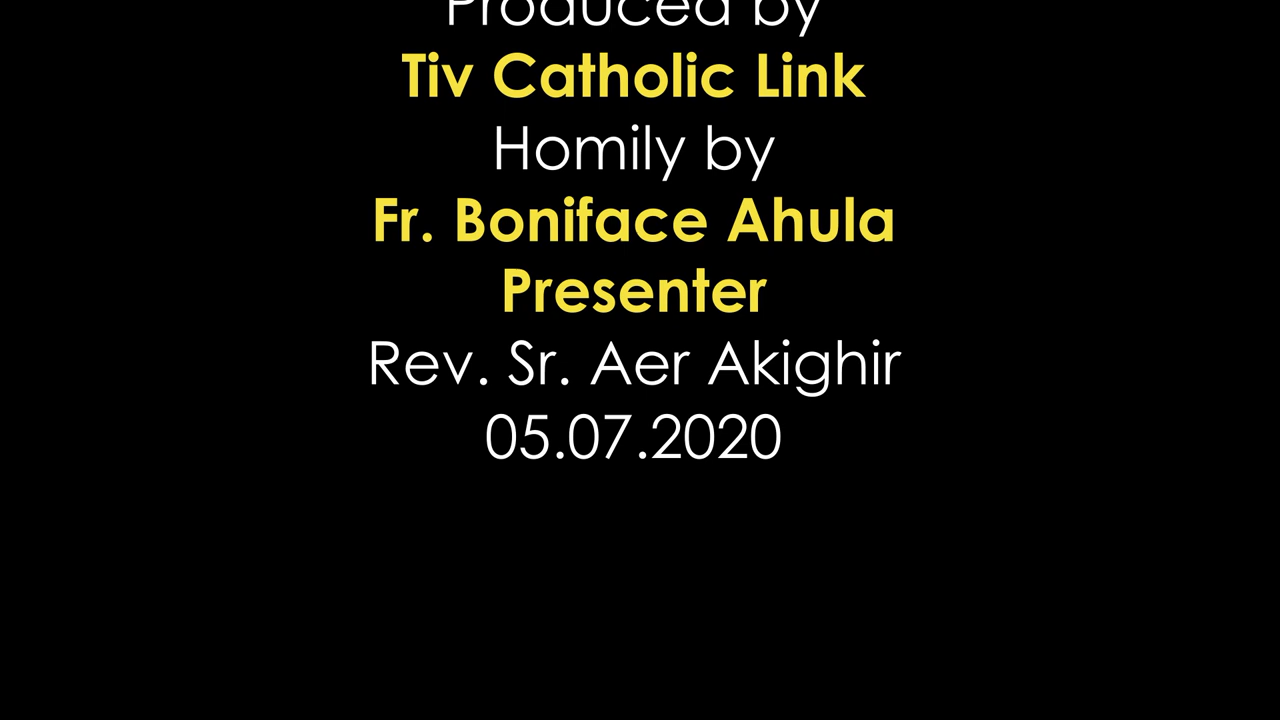 Produced by
Tiv Catholic Link
Homily by
Fr. Boniface Ahula
Presenter
Rev. Sr. Aer Akighir
05.07.2020